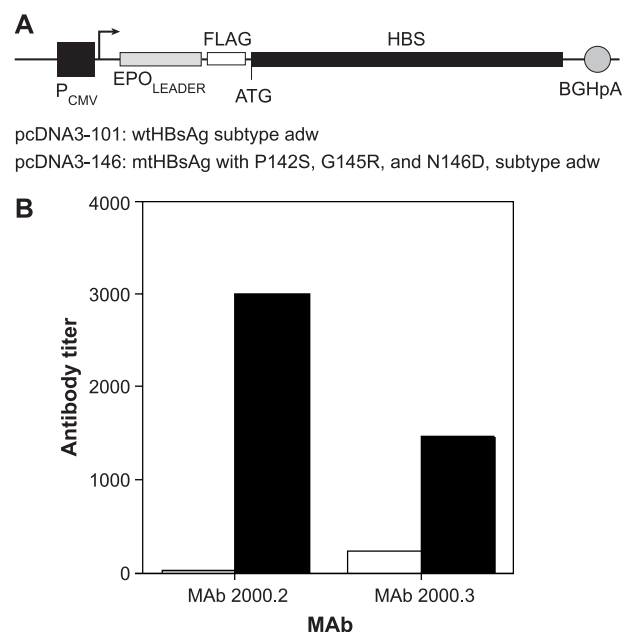 A
FLAG
HBS
P CMV
EPO LEADER
ATG
BGHpA
pcDNA3-101: wtHBsAg subtype adw
pcDNA3-146: mtHBsAg with P142S, G145R, and N146D, subtype adw
B
4000
3000
2000
1000
0
Antibody titer
MAb 2000.2
MAb 2000.3
MAb